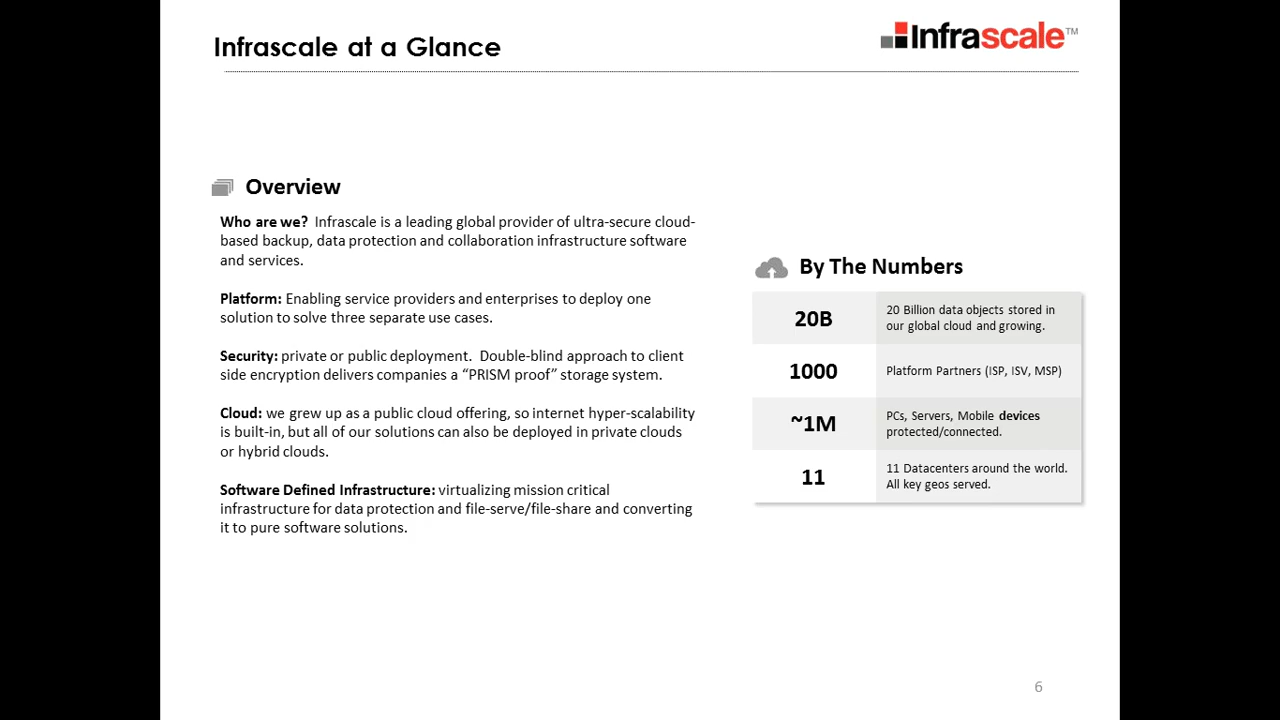 Infrascale at a Glance
Infrascale™
Overview
Who are we?  Infrascale is a leading global provider of ultra-secure cloud-
based backup, data protection and collaboration infrastructure software
and services.
Platform: Enabling service providers and enterprises to deploy one
solution to solve three separate use cases.
Security: private or public deployment.  Double-blind approach to client
side encryption delivers companies a “PRISM proof” storage system.
Cloud: we grew up as a public cloud offering, so internet hyper-scalability
is built-in, but all of our solutions can also be deployed in private clouds
or hybrid clouds.
Software Defined Infrastructure: virtualizing mission critical
infrastructure for data protection and file-serve/file-share and converting
it to pure software solutions.
By The Numbers
20B
20 Billion data objects stored in
our global cloud and growing.
1000
Platform Partners (ISP, ISV, MSP)
~1M
PCs, Servers, Mobile devices
protected/connected.
11
11 Datacenters around the world.
All key geos served.
6